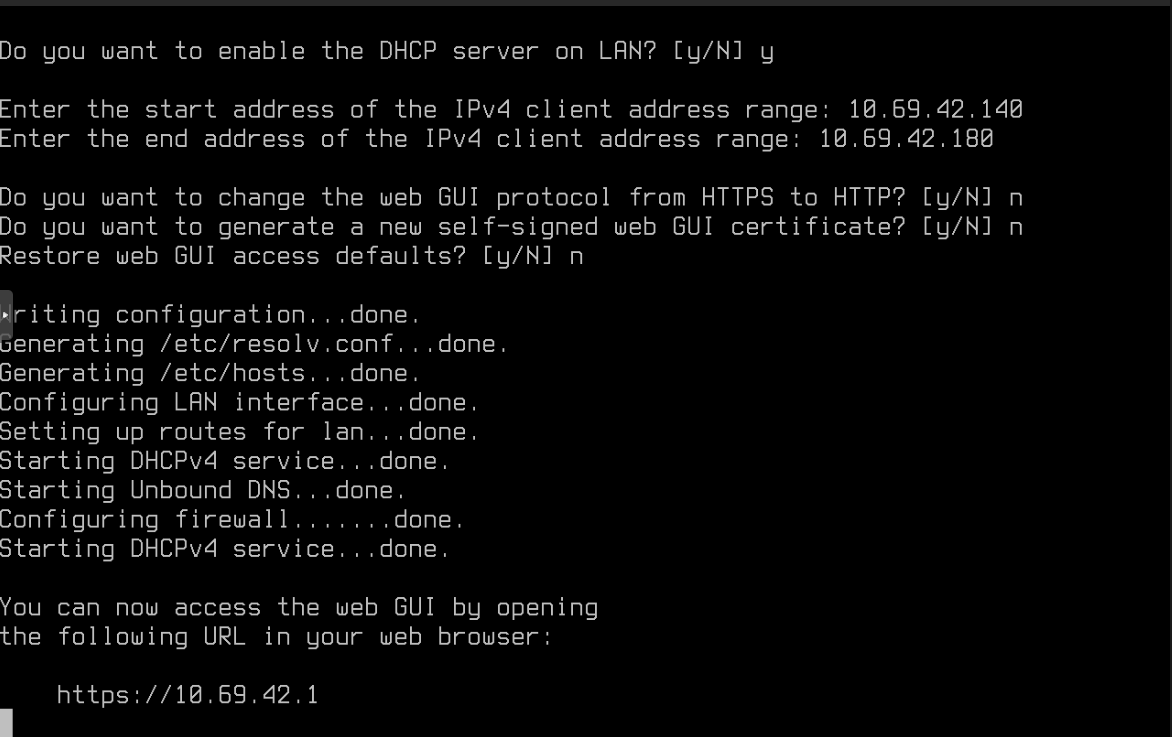 Do you want to enable the DHCP server on LAN? [y/N] y
Enter the start address of the IPv4 client address range: 10.69.42.140
Enter the end address of the IPv4 client address range: 10.69.42.180
Do you want to change the web GUI protocol from HTTPS to HTTP? [y/N] n
Do you want to generate a new self-signed web GUI certificate? [y/N] n
Restore web GUI access defaults? [y/N] n
Writing configuration...done.
Generating /etc/resolv.conf...done.
Generating /etc/hosts...done.
Configuring LAN interface...done.
Setting up routes for lan...done.
Starting DHCPv4 service...done.
Starting Unbound DNS...done.
Configuring firewall.......done.
Starting DHCPv4 service...done.
You can now access the web GUI by opening
the following URL in your web browser:
https://10.69.42.1